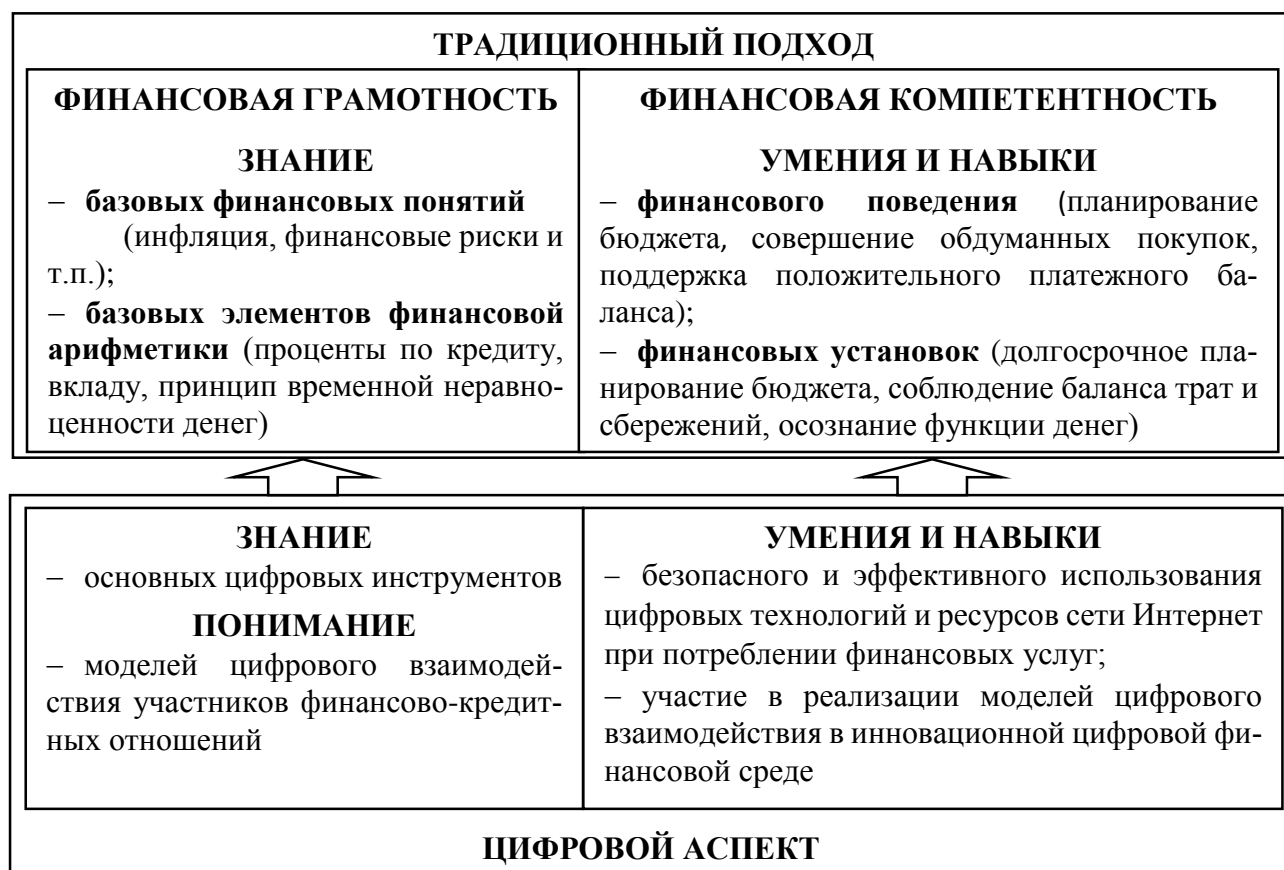 ТРАДИЦИОННЫЙ ПОДХОД
ФИНАНСОВАЯ ГРАМОТНОСТЬ
ЗНАНИЕ
– базовых финансовых понятий
(инфляция, финансовые риски и
т.п.);
– базовых элементов финансовой
арифметики (проценты по кредиту,
вкладу, принцип временной неравно-
ценности денег)
ФИНАНСОВАЯ КОМПЕТЕНТНОСТЬ
УМЕНИЯ И НАВЫКИ
– финансового поведения (планирование
бюджета, совершение обдуманных покупок,
поддержка положительного платежного ба-
ланса);
– финансовых установок (долгосрочное пла-
нирование бюджета, соблюдение баланса трат и
сбережений, осознание функции денег)
ЗНАНИЕ
– основных цифровых инструментов
ПОНИМАНИЕ
– моделей цифрового взаимодей-
ствия участников финансово-кредит-
ных отношений
УМЕНИЯ И НАВЫКИ
– безопасного и эффективного использования
цифровых технологий и ресурсов сети Интернет
при потреблении финансовых услуг;
– участие в реализации моделей цифрового
взаимодействия в инновационной цифровой фи-
нансовой среде
ЦИФРОВОЙ АСПЕКТ